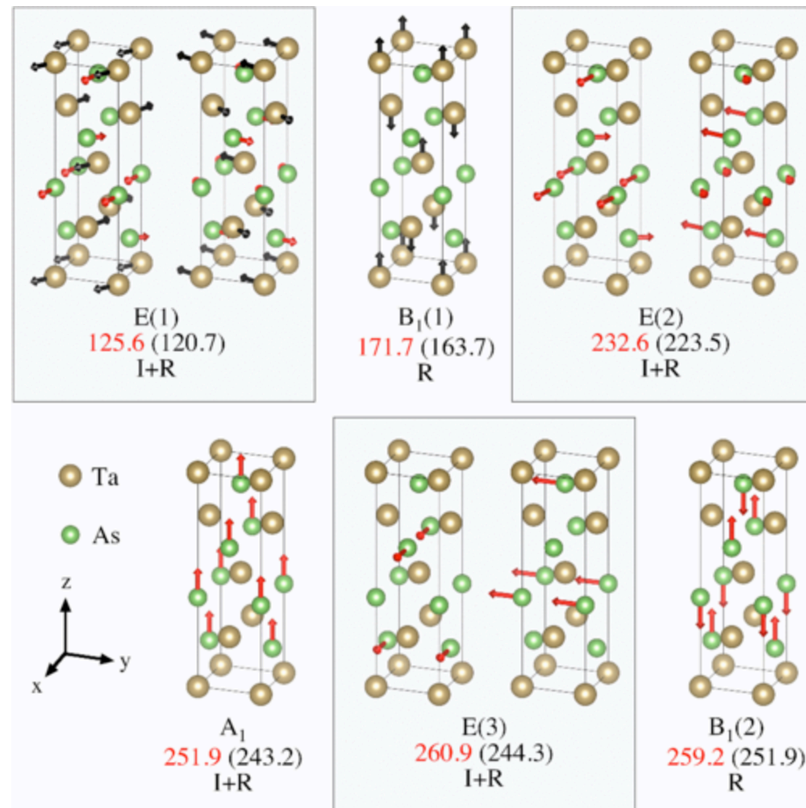 E(1)
125.6 (120.7)
I+R
B₁(1)
171.7 (163.7)
R
E(2)
232.6 (223.5)
I+R
Ta
As
z
y
x
A₁
251.9 (243.2)
I+R
E(3)
260.9 (244.3)
I+R
B₁(2)
259.2 (251.9)
R